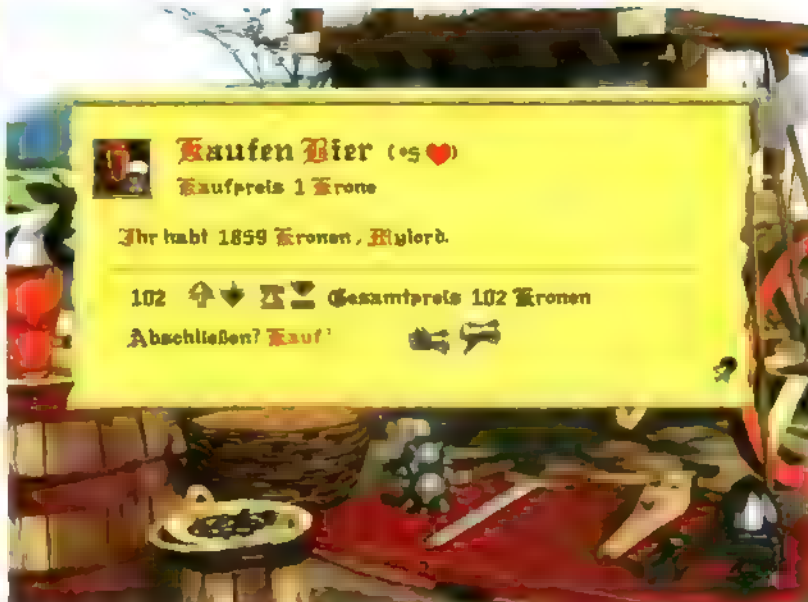 Kaufen Bier (+5 ♥)
Kaufpreis 1 Krone
Ihr habt 1859 Kronen, Mylord.
102 Gesamtpreis 102 Kronen
Abschließen? Kauf!